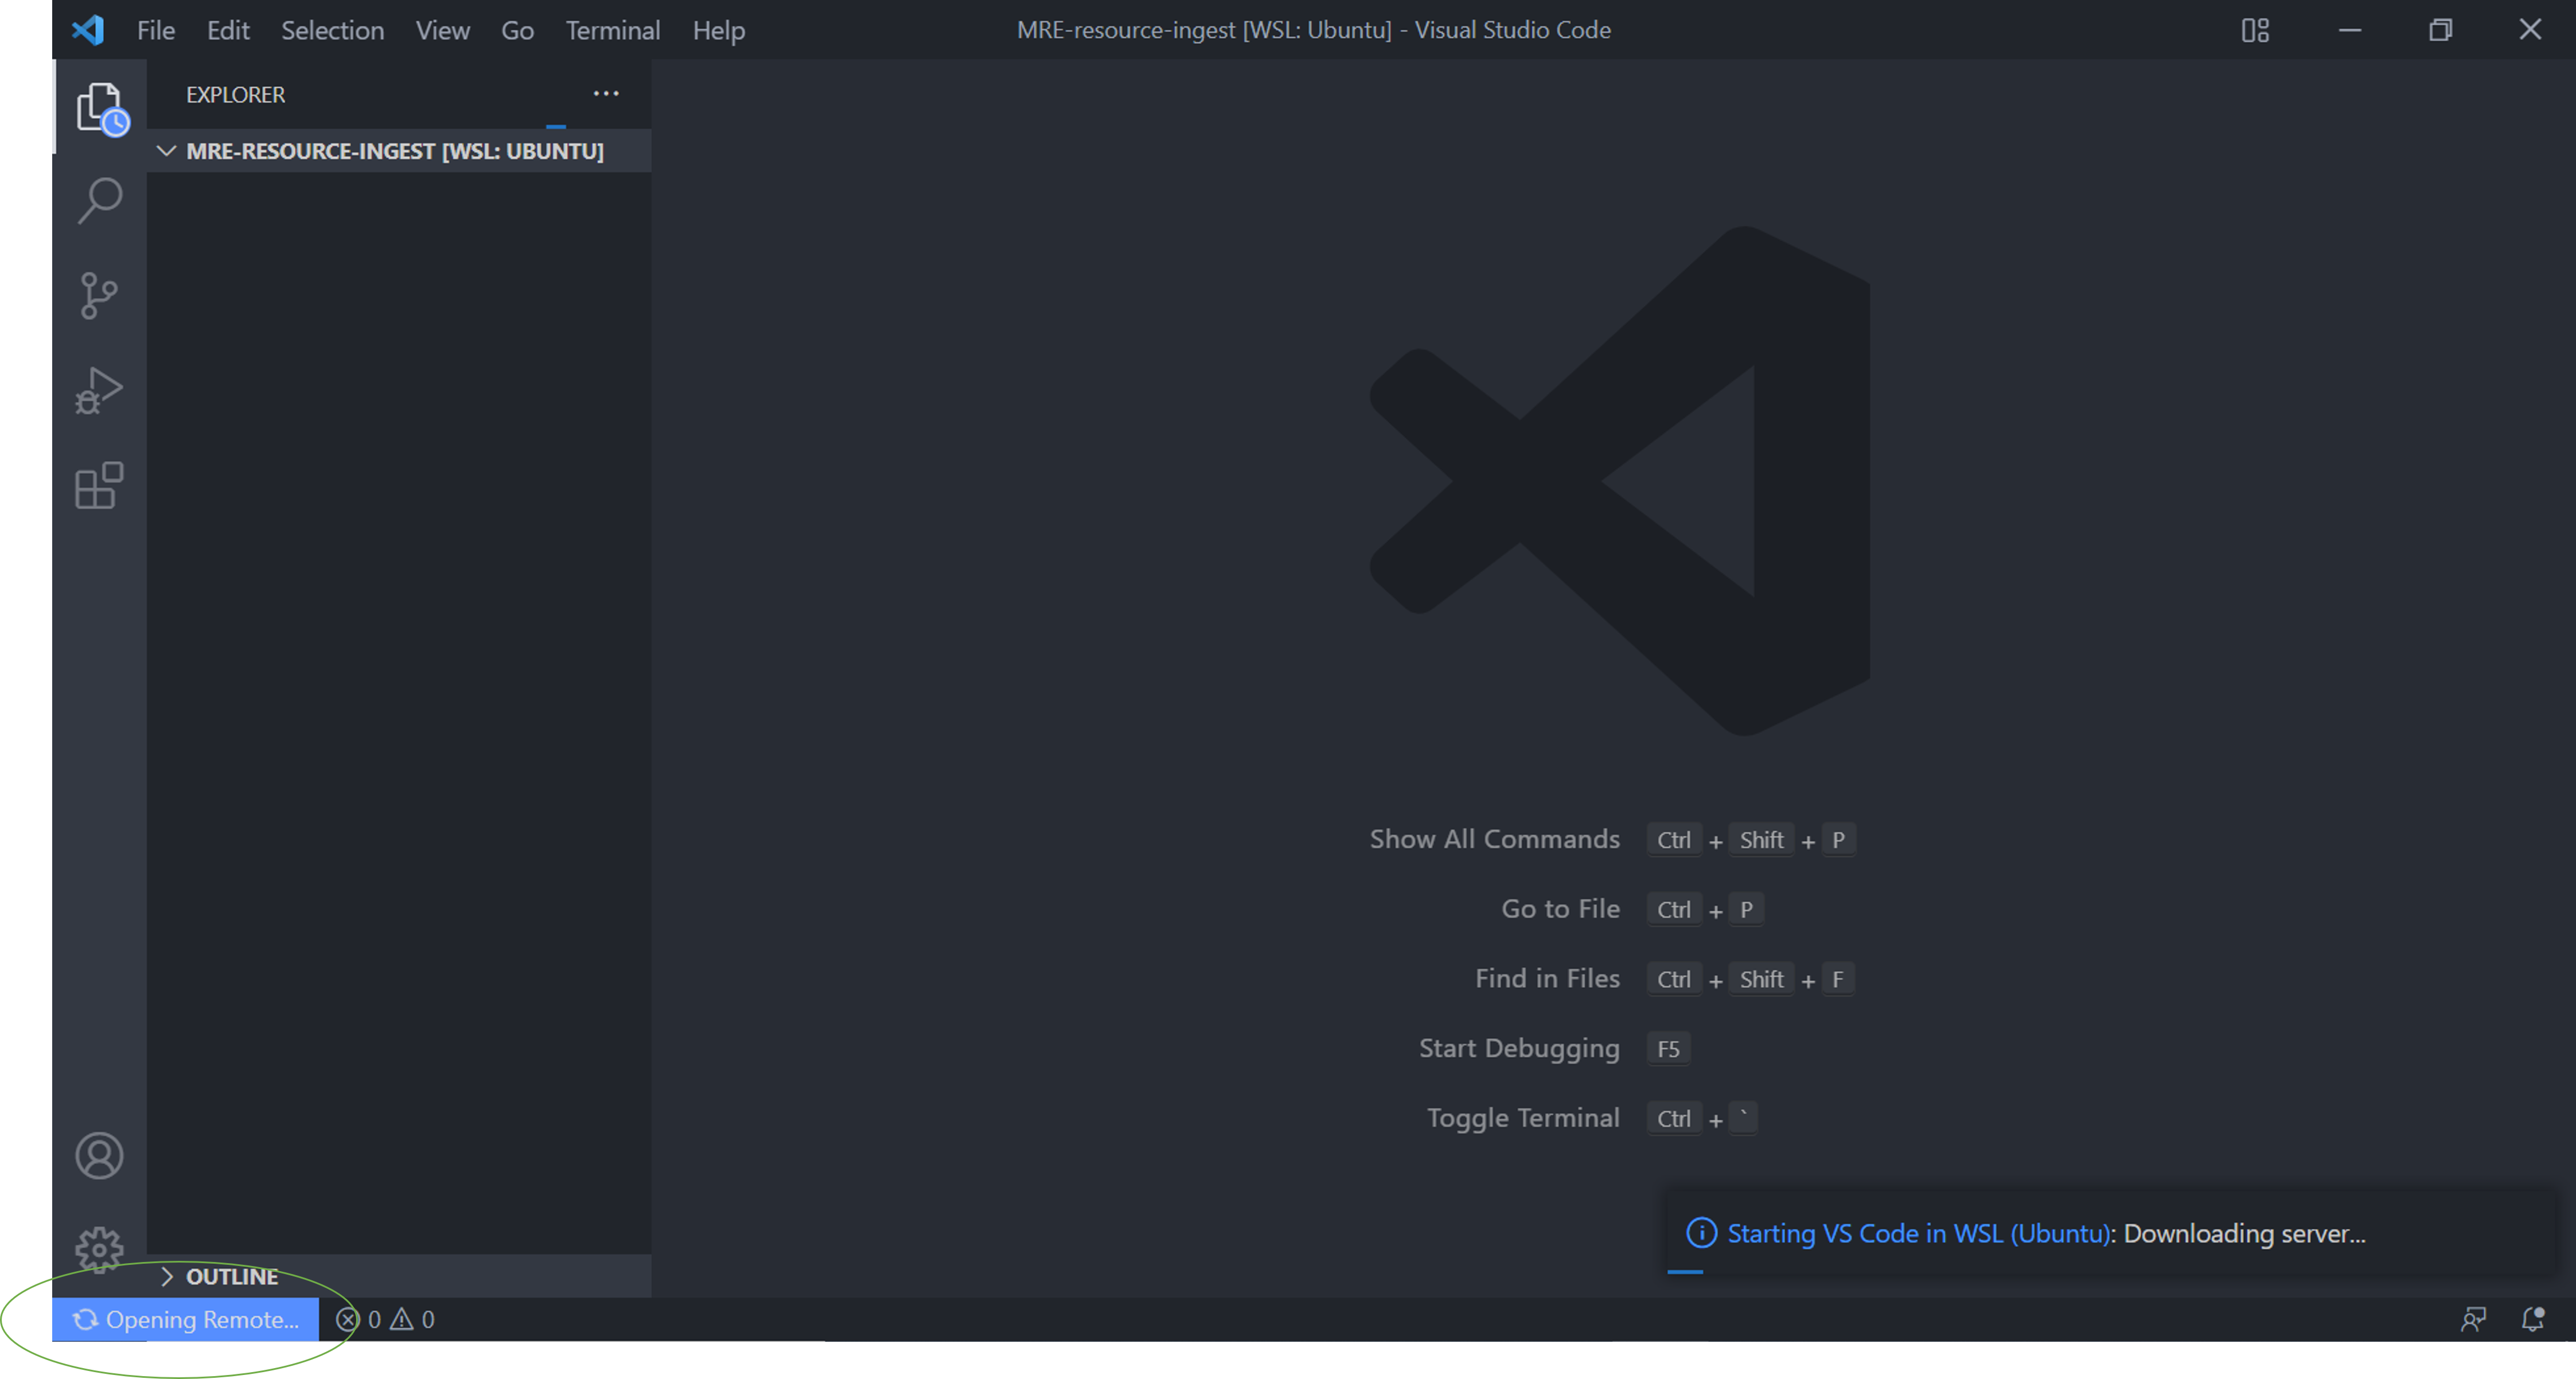 File Edit Selection View Go Terminal Help MRE-resource-ingest [WSL: Ubuntu] - Visual Studio Code
EXPLORER
MRE-RESOURCE-INGEST [WSL: UBUNTU]
Show All Commands Ctrl + Shift + P
Go to File Ctrl + P
Find in Files Ctrl + Shift + F
Start Debugging F5
Toggle Terminal Ctrl + `
Starting VS Code in WSL (Ubuntu): Downloading server...
OUTLINE
Opening Remote... 0 0